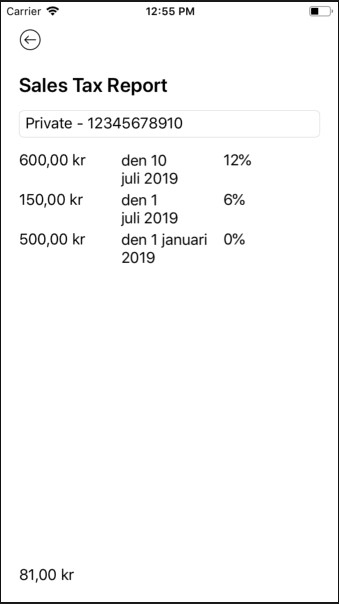 Carrier 12:55 PM
Sales Tax Report
Private - 12345678910
600,00 kr den 10 12%
juli 2019
150,00 kr den 1 6%
juli 2019
500,00 kr den 1 januari 0%
2019
81,00 kr